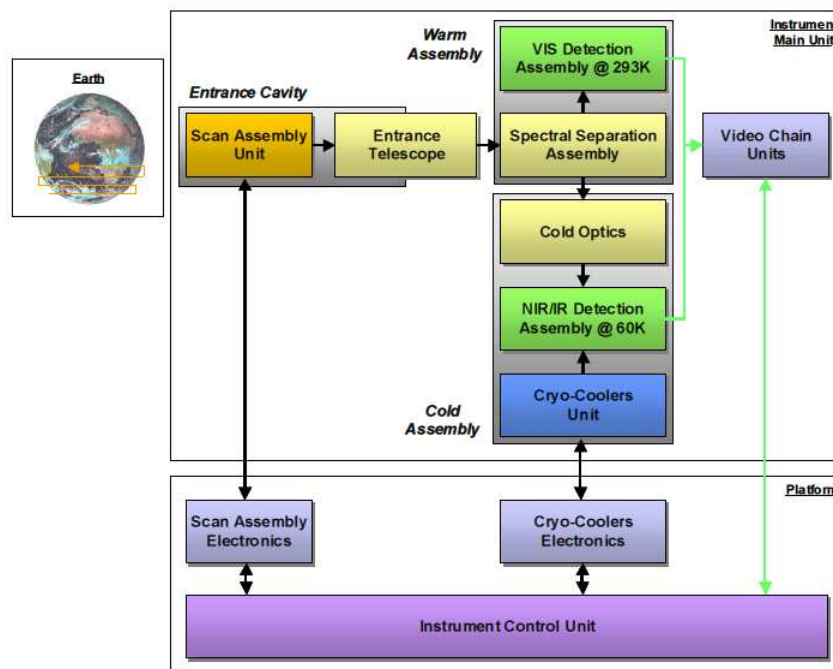 Instrument
Main Unit
Warm
Assembly
VIS Detection
Assembly @ 293K
Earth
Entrance Cavity
Scan Assembly
Unit
Entrance
Telescope
Spectral Separation
Assembly
Video Chain
Units
Cold Optics
NIR/IR Detection
Assembly @ 60K
Cryo-Coolers
Unit
Cold
Assembly
Platform
Scan Assembly
Electronics
Cryo-Coolers
Electronics
Instrument Control Unit